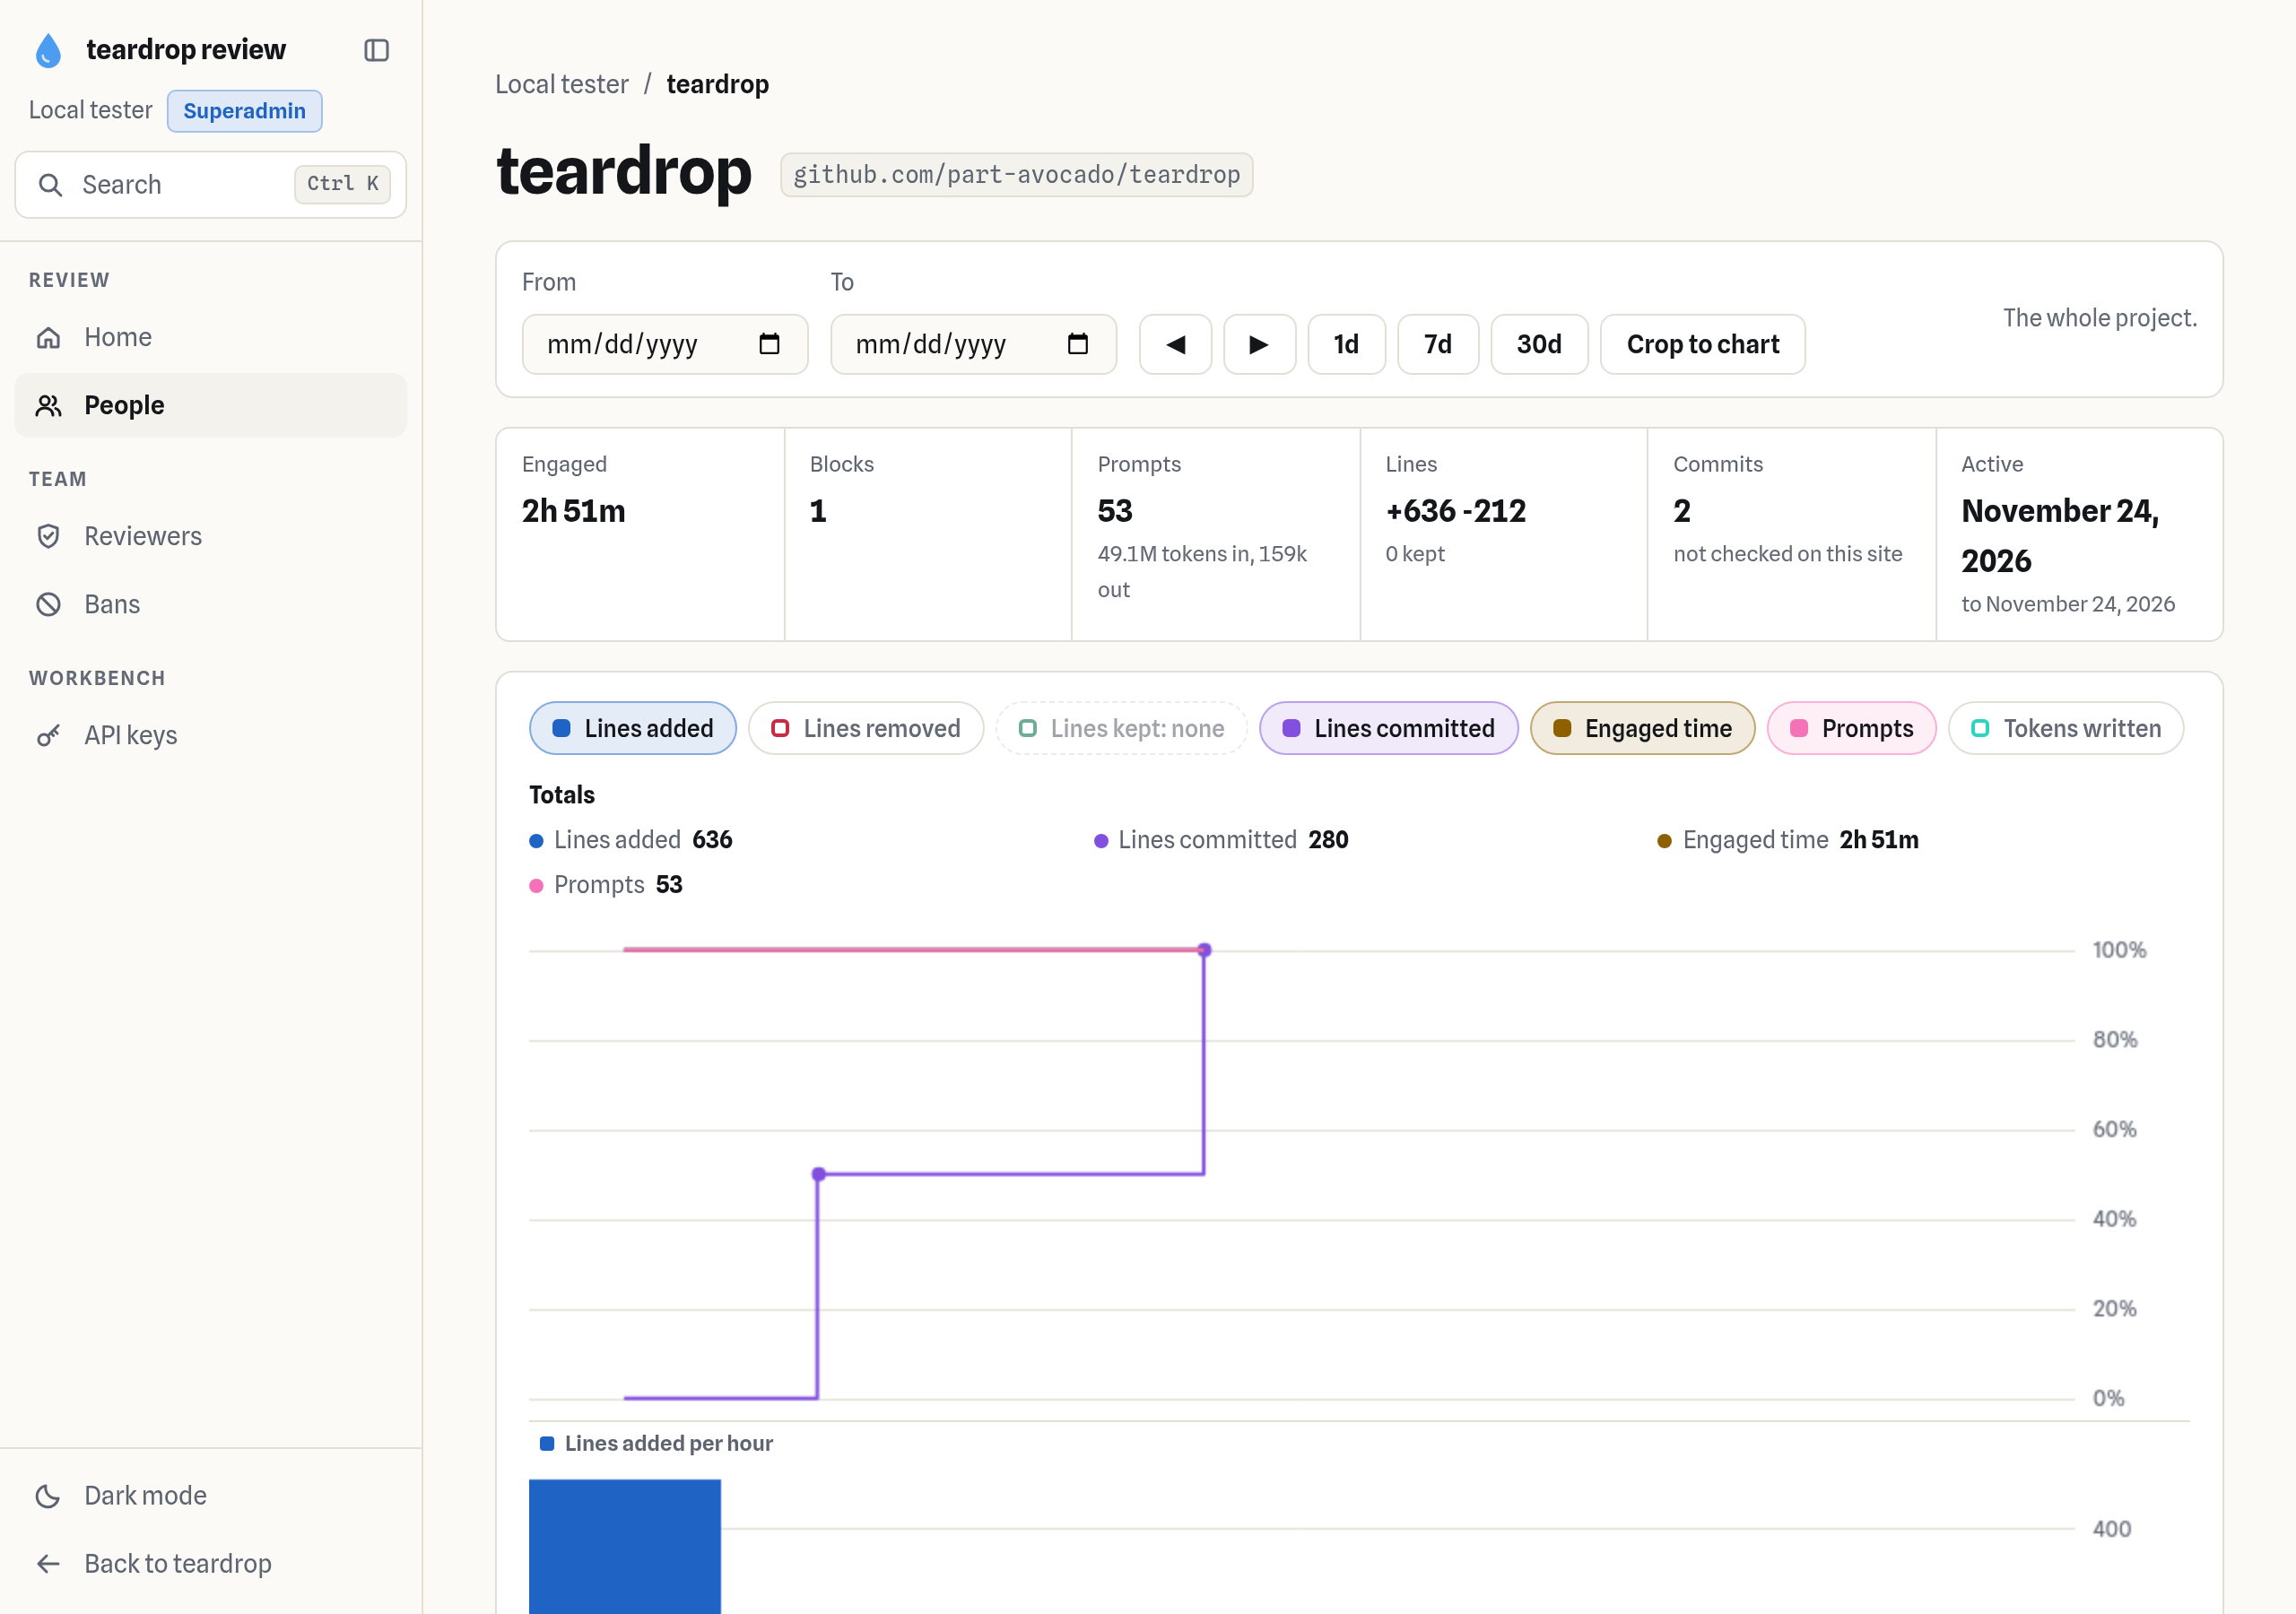 teardrop review
Local tester Superadmin
Search Ctrl K
REVIEW
Home
People
TEAM
Reviewers
Bans
WORKBENCH
API keys
Dark mode
Back to teardrop
Local tester / teardrop
teardrop github.com/part-avocado/teardrop
From To
mm/dd/yyyy mm/dd/yyyy ◀ ▶ 1d 7d 30d Crop to chart
The whole project.
Engaged
2h 51m
Blocks
1
Prompts
53
49.1M tokens in, 159k
out
Lines
+636 -212
0 kept
Commits
2
not checked on this site
Active
November 24,
2026
to November 24, 2026
Lines added Lines removed Lines kept: none Lines committed Engaged time Prompts Tokens written
Totals
Lines added 636 Lines committed 280 Engaged time 2h 51m
Prompts 53
100%
80%
60%
40%
20%
0%
Lines added per hour
400